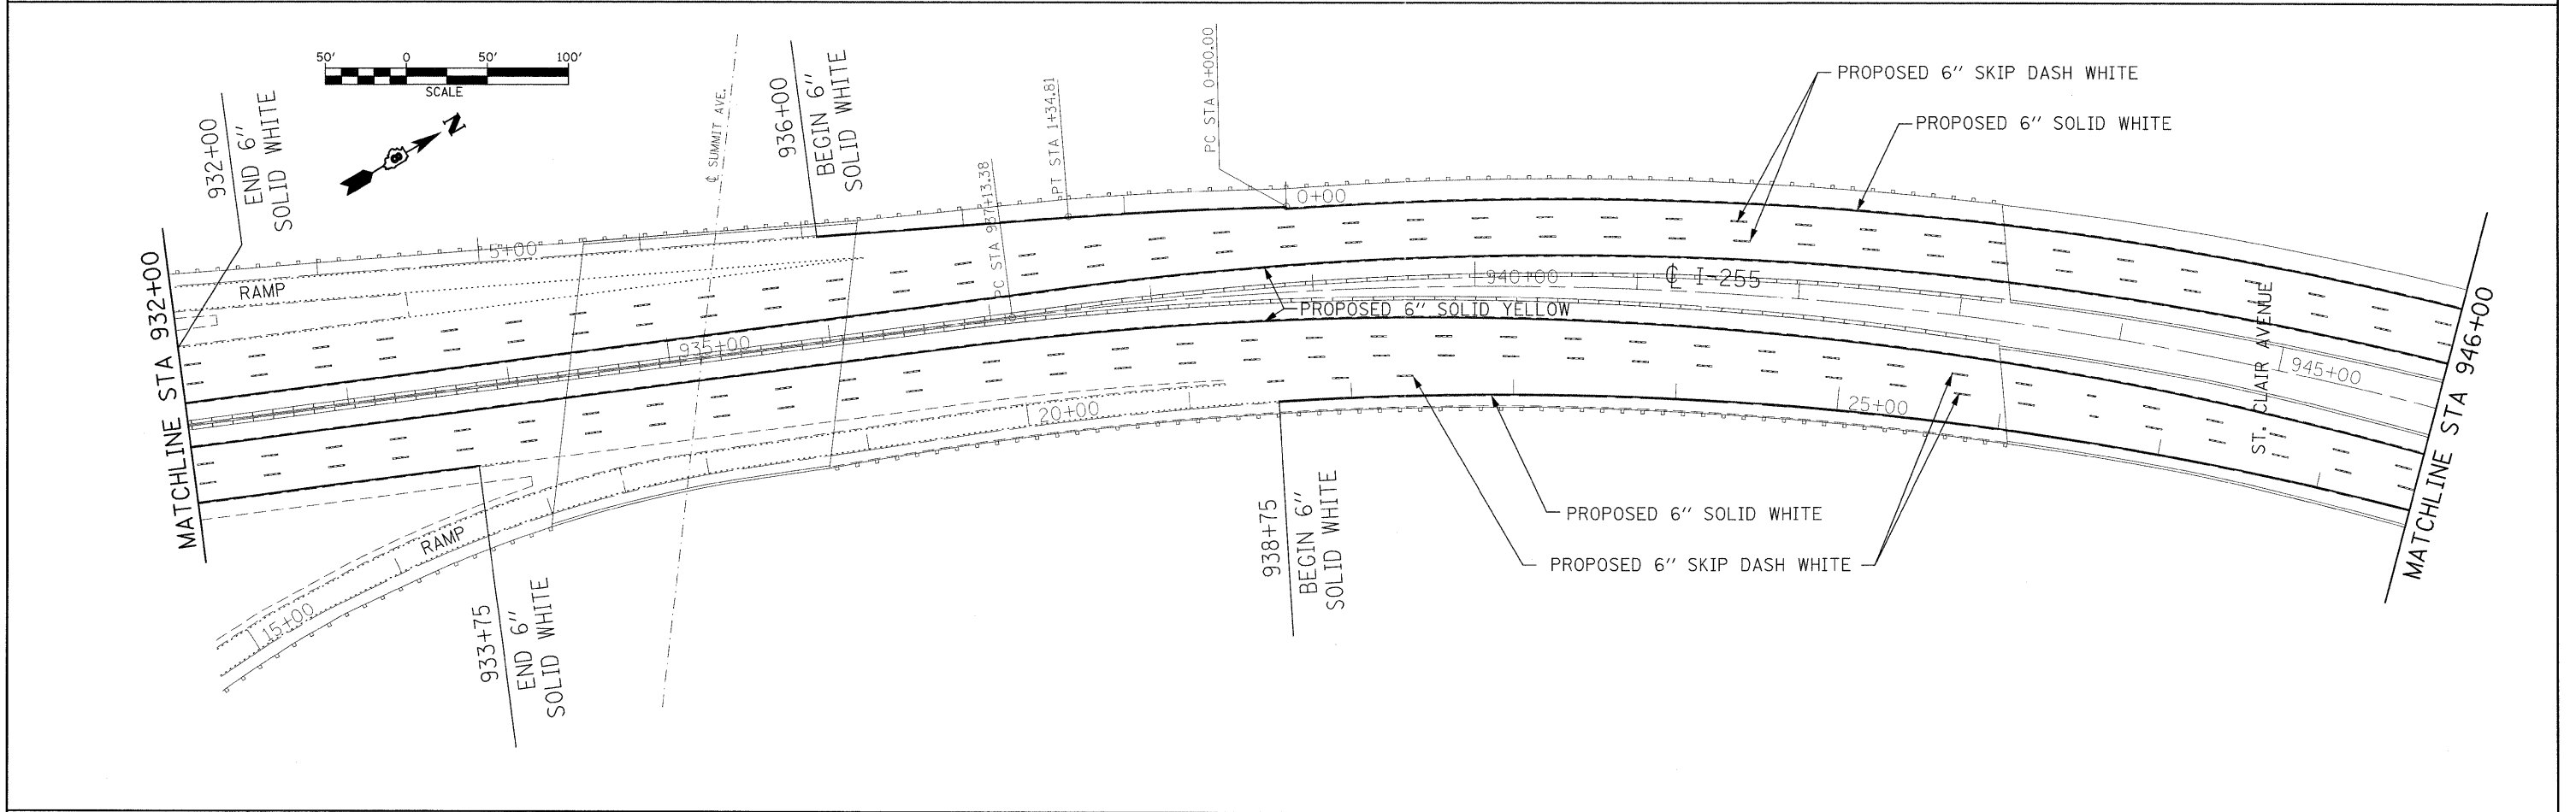 50' 0 50' 100'
SCALE
N
932+00
END 6"
SOLID WHITE
℄ SUMMIT AVE.
936+00
BEGIN 6"
SOLID WHITE
PC STA 937+13.38
PT STA 1+34.81
PC STA 0+00.00
PROPOSED 6" SKIP DASH WHITE
PROPOSED 6" SOLID WHITE
MATCHLINE STA 932+00
RAMP
5+00
0+00
935+00
940+00
℄ I-255
PROPOSED 6" SOLID YELLOW
945+00
ST. CLAIR AVENUE
MATCHLINE STA 946+00
20+00
25+00
RAMP
15+00
933+75
END 6"
SOLID WHITE
938+75
BEGIN 6"
SOLID WHITE
PROPOSED 6" SOLID WHITE
PROPOSED 6" SKIP DASH WHITE